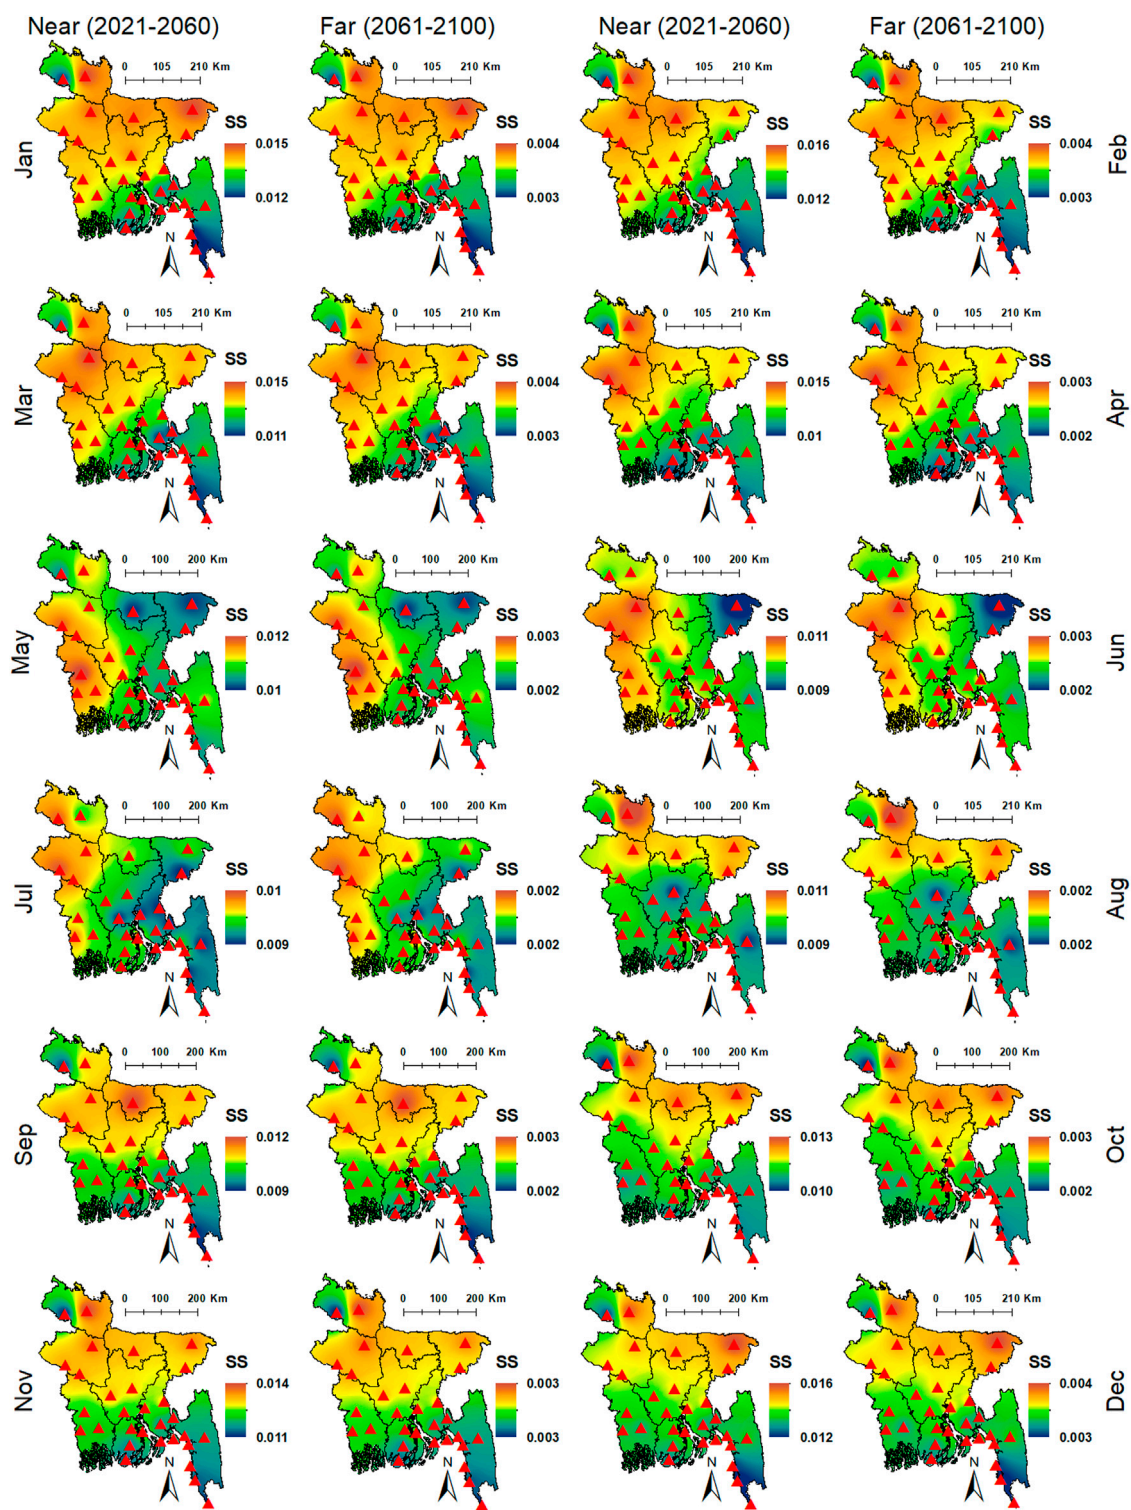 Near (2021-2060) Far (2061-2100) Near (2021-2060) Far (2061-2100)
0 105 210 Km 0 105 210 Km 0 105 210 Km 0 105 210 Km
Jan SS 0.015 0.012 N SS 0.004 0.003 N SS 0.016 0.012 N SS 0.004 0.003 N Feb
0 105 210 Km 0 105 210 Km 0 105 210 Km 0 105 210 Km
Mar SS 0.015 0.011 N SS 0.004 0.003 N SS 0.015 0.01 N SS 0.003 0.002 N Apr
0 100 200 Km 0 100 200 Km 0 100 200 Km 0 105 210 Km
May SS 0.012 0.01 N SS 0.003 0.002 N SS 0.011 0.009 N SS 0.003 0.002 N Jun
0 100 200 Km 0 100 200 Km 0 100 200 Km 0 105 210 Km
Jul SS 0.01 0.009 N SS 0.002 0.002 N SS 0.011 0.009 N SS 0.002 0.002 N Aug
0 100 200 Km 0 100 200 Km 0 100 200 Km 0 105 210 Km
Sep SS 0.012 0.009 N SS 0.003 0.002 N SS 0.013 0.010 N SS 0.003 0.002 N Oct
0 100 200 Km 0 100 200 Km 0 100 200 Km 0 105 210 Km
Nov SS 0.014 0.011 N SS 0.003 0.003 N SS 0.016 0.012 N SS 0.004 0.003 N Dec